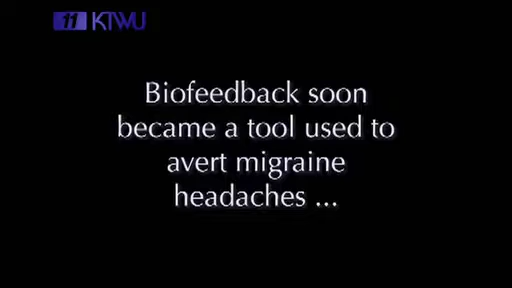 11 KTWU
Biofeedback soon
became a tool used to
avert migraine
headaches ...